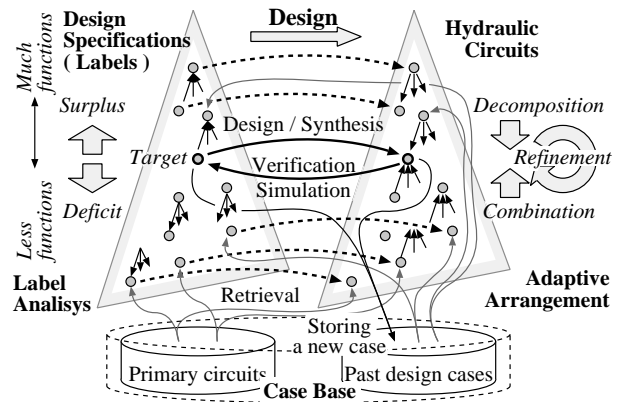 Design
Design
Specifications
( Labels )
Hydraulic
Circuits
Much
functions
Surplus
Decomposition
Design / Synthesis
Target
Verification
Simulation
Refinement
Deficit
Combination
Less
functions
Label
Analisys
Retrieval
Adaptive
Arrangement
Storing
a new case
Primary circuits
Past design cases
Case Base